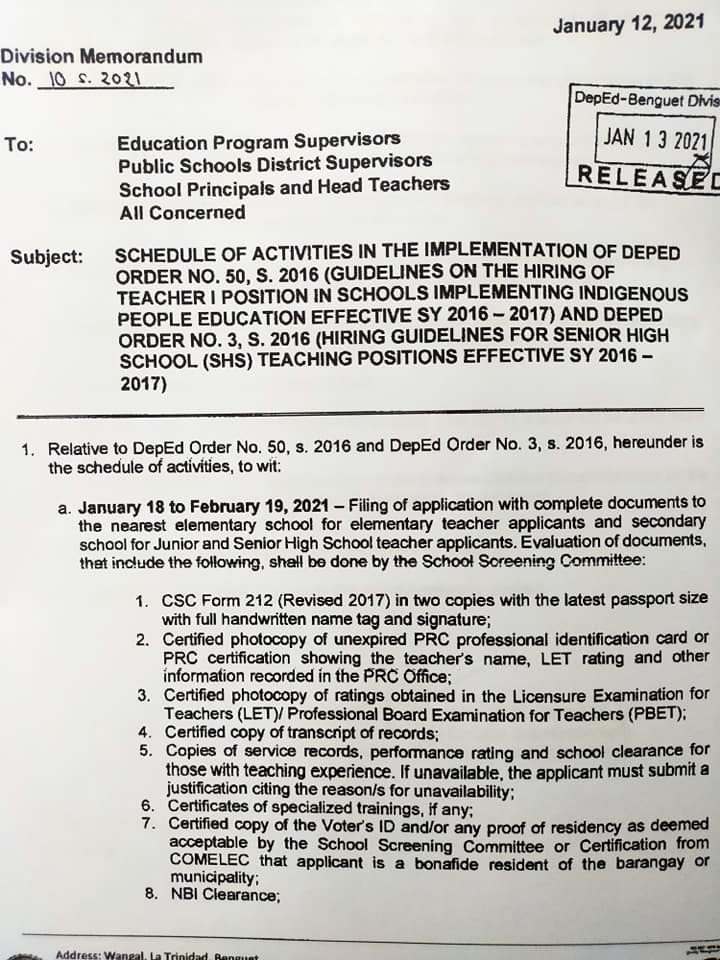 January 12, 2021
Division Memorandum
No. 10 s. 2021
DepEd-Benguet Divis
JAN 13 2021
RELEASED
To: Education Program Supervisors
Public Schools District Supervisors
School Principals and Head Teachers
All Concerned
Subject: SCHEDULE OF ACTIVITIES IN THE IMPLEMENTATION OF DEPED
ORDER NO. 50, S. 2016 (GUIDELINES ON THE HIRING OF
TEACHER I POSITION IN SCHOOLS IMPLEMENTING INDIGENOUS
PEOPLE EDUCATION EFFECTIVE SY 2016 – 2017) AND DEPED
ORDER NO. 3, S. 2016 (HIRING GUIDELINES FOR SENIOR HIGH
SCHOOL (SHS) TEACHING POSITIONS EFFECTIVE SY 2016 –
2017)
1. Relative to DepEd Order No. 50, s. 2016 and DepEd Order No. 3, s. 2016, hereunder is
the schedule of activities, to wit:
a. January 18 to February 19, 2021 – Filing of application with complete documents to
the nearest elementary school for elementary teacher applicants and secondary
school for Junior and Senior High School teacher applicants. Evaluation of documents,
that include the following, shall be done by the School Screening Committee:
1. CSC Form 212 (Revised 2017) in two copies with the latest passport size
with full handwritten name tag and signature;
2. Certified photocopy of unexpired PRC professional identification card or
PRC certification showing the teacher's name, LET rating and other
information recorded in the PRC Office;
3. Certified photocopy of ratings obtained in the Licensure Examination for
Teachers (LET)/ Professional Board Examination for Teachers (PBET);
4. Certified copy of transcript of records;
5. Copies of service records, performance rating and school clearance for
those with teaching experience. If unavailable, the applicant must submit a
justification citing the reason/s for unavailability;
6. Certificates of specialized trainings, if any;
7. Certified copy of the Voter's ID and/or any proof of residency as deemed
acceptable by the School Screening Committee or Certification from
COMELEC that applicant is a bonafide resident of the barangay or
municipality;
8. NBI Clearance;
Address: Wangal, La Trinidad, Benguet